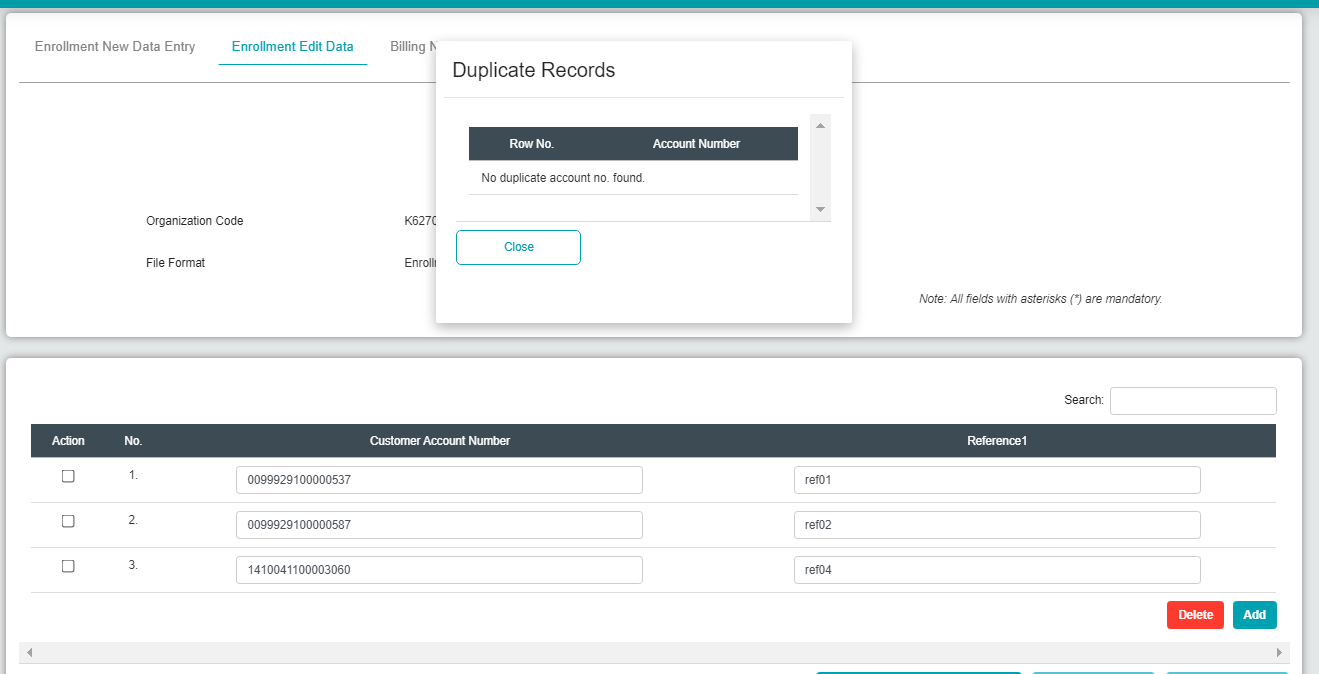 Enrollment New Data Entry Enrollment Edit Data Billing
Duplicate Records
Row No. Account Number
No duplicate account no. found.
Close
Organization Code K6270
File Format
Note: All fields with asterisks (*) are mandatory.
Search:
Action No. Customer Account Number Reference1
1. 0099929100000537 ref01
2. 0099929100000587 ref02
3. 1410041100003060 ref04
Delete Add